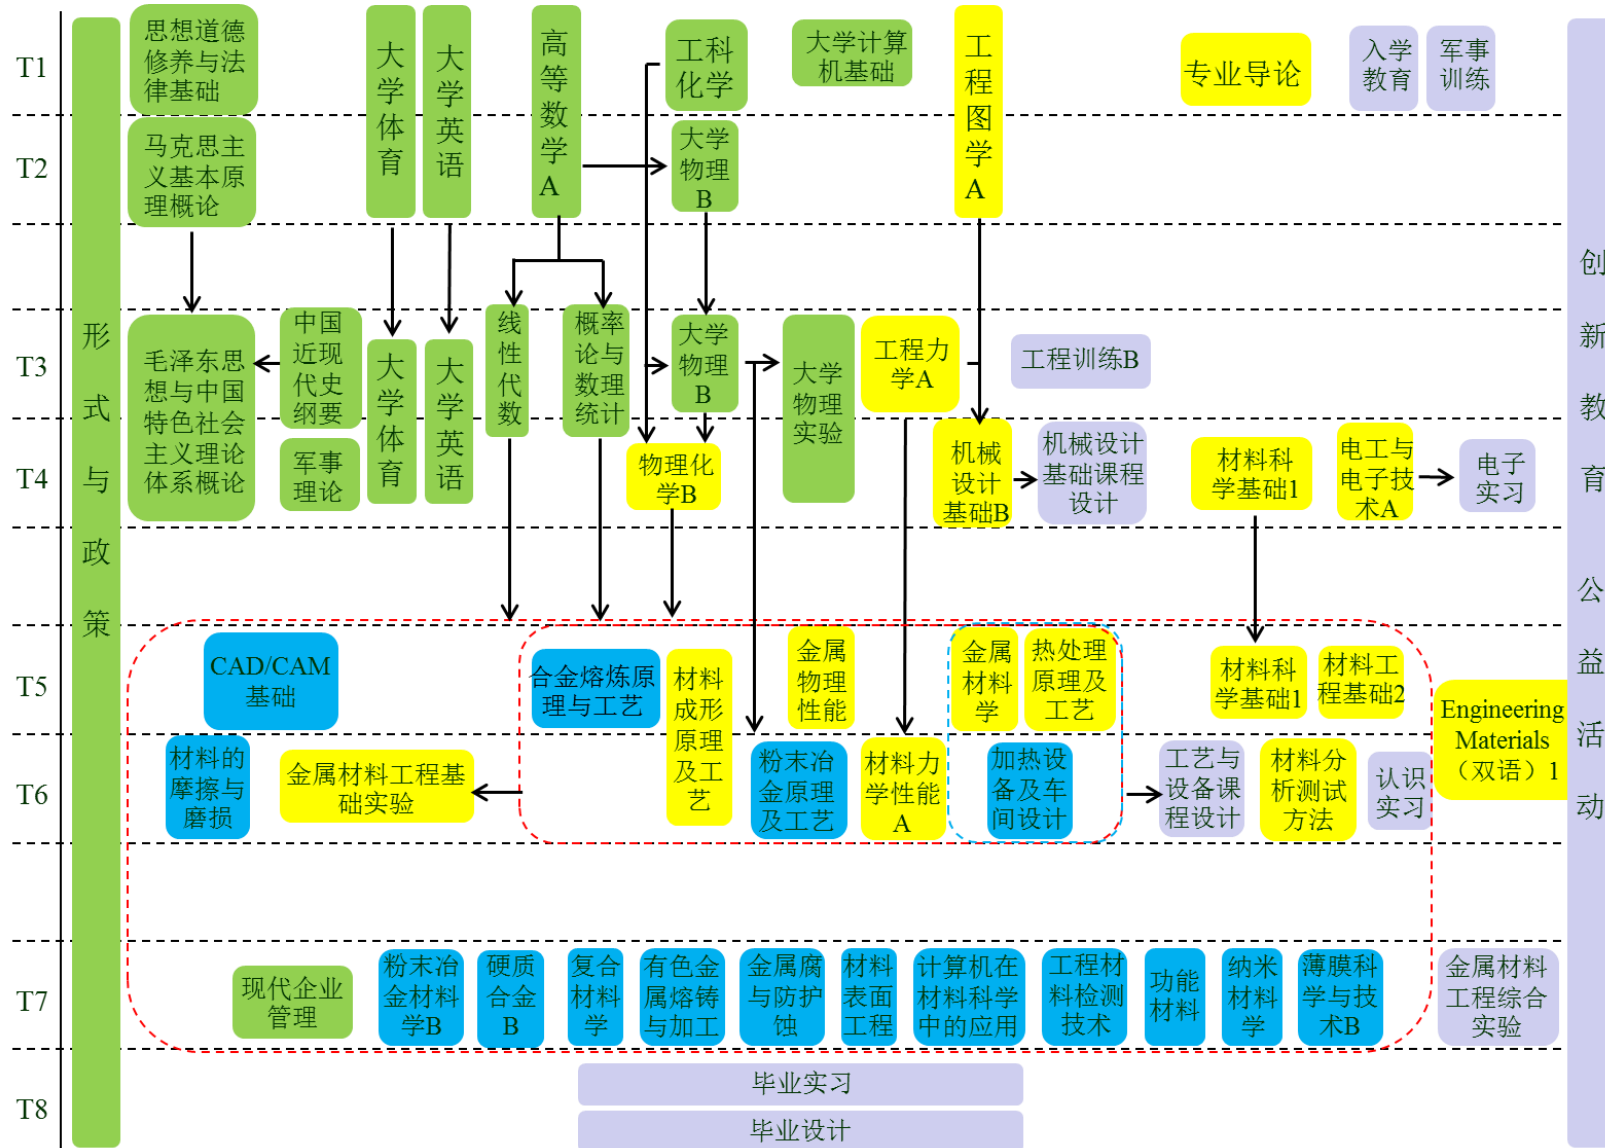 T1
思想道德
修养与法
律基础
大学体育
大学英语
高等数学A
工科
化学
大学计算
机基础
工程图学A
专业导论
入学
教育
军事
训练
T2
马克思主
义基本原
理概论
大学
物理
B
形式与政策
创新教育公益活动
T3
毛泽东思
想与中国
特色社会
主义理论
体系概论
中国
近现
代史
纲要
大学体育
大学英语
线性代数
概率
论与
数理
统计
大学
物理
B
大学
物理
实验
工程力
学A
工程训练B
T4
军事
理论
物理化
学B
机械
设计
基础B
机械设计
基础课程
设计
材料科
学基础1
电工与
电子技
术A
电子
实习
T5
CAD/CAM
基础
合金熔炼原
理与工艺
材料
成形
原理
及工
艺
金属
物理
性能
金属
材料
学
热处理
原理及
工艺
材料科
学基础1
材料工
程基础2
Engineering
Materials
（双语）1
T6
材料的
摩擦与
磨损
金属材料工程基
础实验
粉末冶
金原理
及工艺
材料力
学性能
A
加热设
备及车
间设计
工艺与
设备课
程设计
材料分
析测试
方法
认识
实习
T7
现代企业
管理
粉末冶
金材料
学B
硬质
合金
B
复合
材料
学
有色金
属熔铸
与加工
金属腐
与防护
蚀
材料
表面
工程
计算机在
材料科学
中的应用
工程材
料检测
技术
功能
材料
纳米
材料
学
薄膜科
学与技
术B
金属材料
工程综合
实验
T8
毕业实习
毕业设计